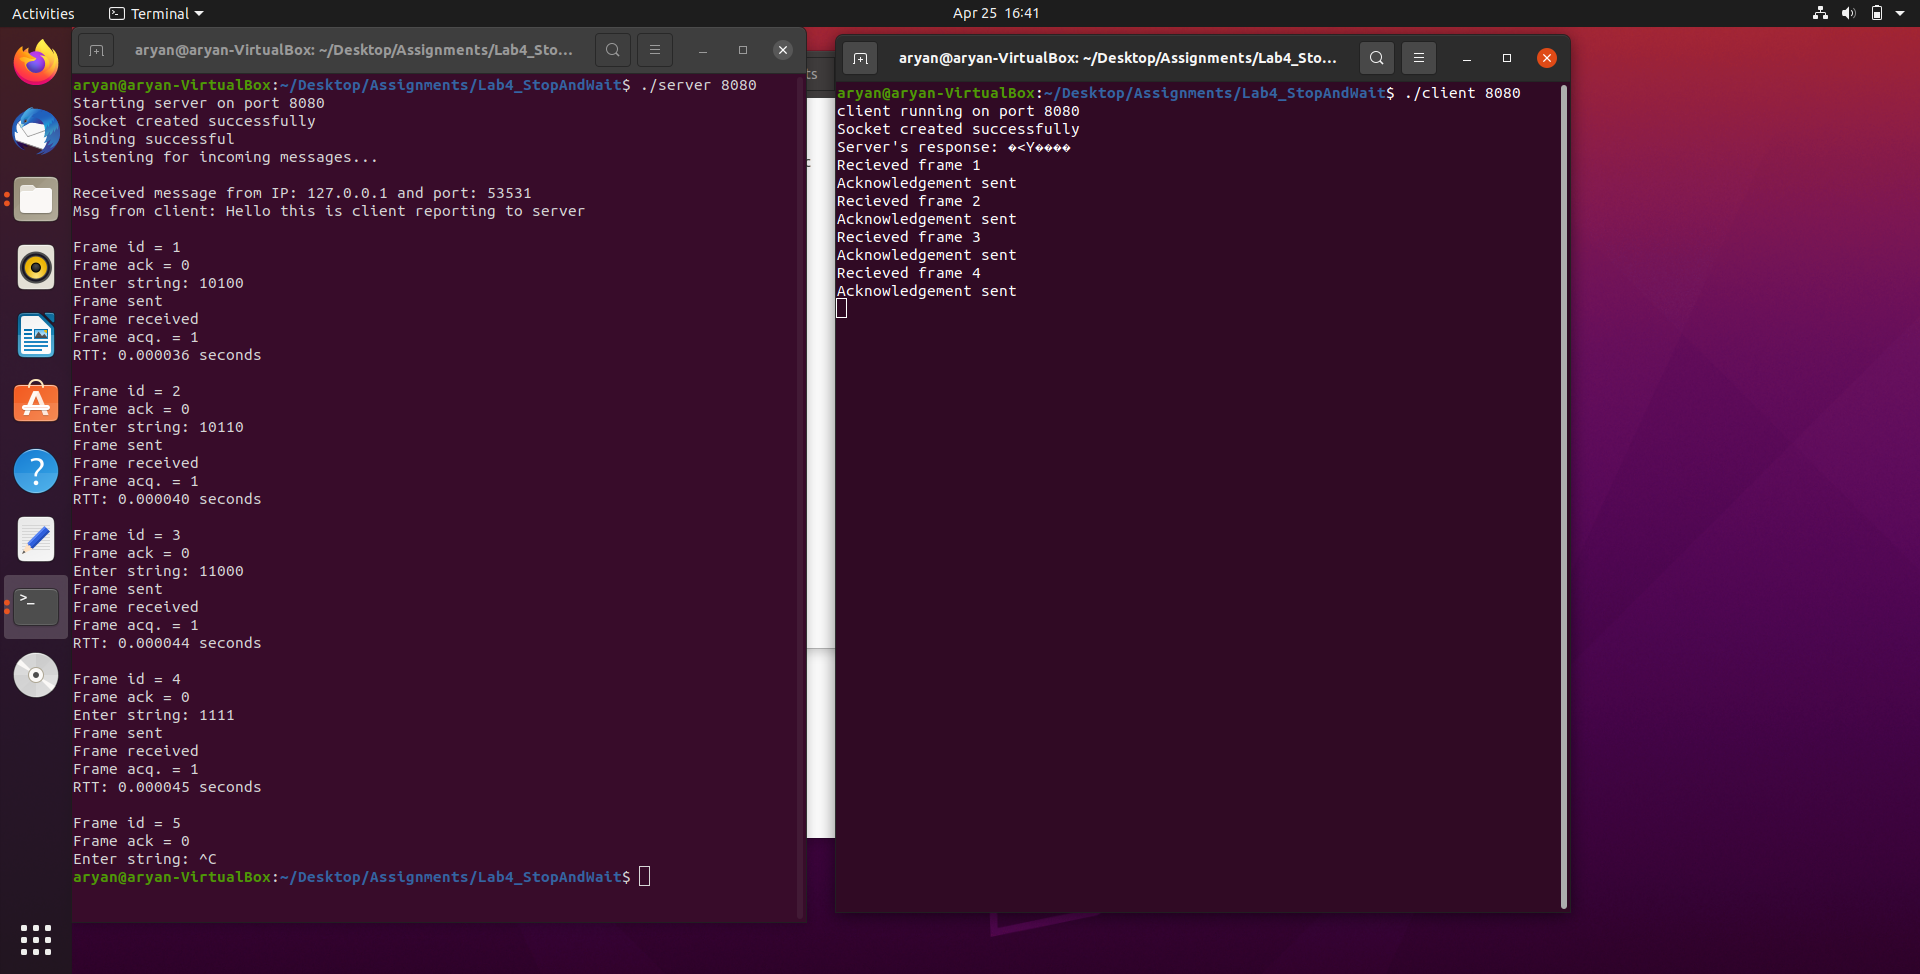 Activities
Terminal
Apr 25 16:41
aryan@aryan-VirtualBox: ~/Desktop/Assignments/Lab4_Sto...
aryan@aryan-VirtualBox:~/Desktop/Assignments/Lab4_StopAndWait$ ./server 8080
Starting server on port 8080
Socket created successfully
Binding successful
Listening for incoming messages...
Received message from IP: 127.0.0.1 and port: 53531
Msg from client: Hello this is client reporting to server
Frame id = 1
Frame ack = 0
Enter string: 10100
Frame sent
Frame received
Frame acq. = 1
RTT: 0.000036 seconds
Frame id = 2
Frame ack = 0
Enter string: 10110
Frame sent
Frame received
Frame acq. = 1
RTT: 0.000040 seconds
Frame id = 3
Frame ack = 0
Enter string: 11000
Frame sent
Frame received
Frame acq. = 1
RTT: 0.000044 seconds
Frame id = 4
Frame ack = 0
Enter string: 1111
Frame sent
Frame received
Frame acq. = 1
RTT: 0.000045 seconds
Frame id = 5
Frame ack = 0
Enter string: ^C
aryan@aryan-VirtualBox:~/Desktop/Assignments/Lab4_StopAndWait$
ts
aryan@aryan-VirtualBox: ~/Desktop/Assignments/Lab4_Sto...
aryan@aryan-VirtualBox:~/Desktop/Assignments/Lab4_StopAndWait$ ./client 8080
client running on port 8080
Socket created successfully
Server's response: �<Y����
Recieved frame 1
Acknowledgement sent
Recieved frame 2
Acknowledgement sent
Recieved frame 3
Acknowledgement sent
Recieved frame 4
Acknowledgement sent